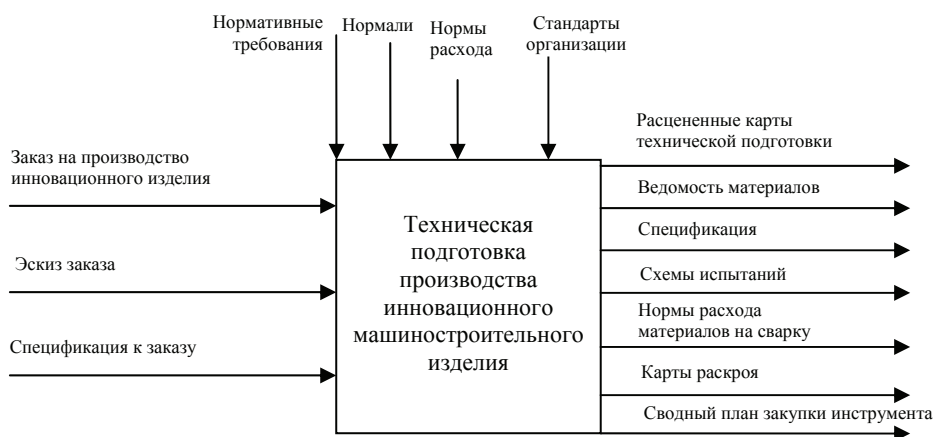 Нормативные
требования
Нормали
Нормы
расхода
Стандарты
организации
Заказ на производство
инновационного изделия
Эскиз заказа
Спецификация к заказу
Техническая
подготовка
производства
инновационного
машиностроительного
изделия
Расцененные карты
технической подготовки
Ведомость материалов
Спецификация
Схемы испытаний
Нормы расхода
материалов на сварку
Карты раскроя
Сводный план закупки инструмента